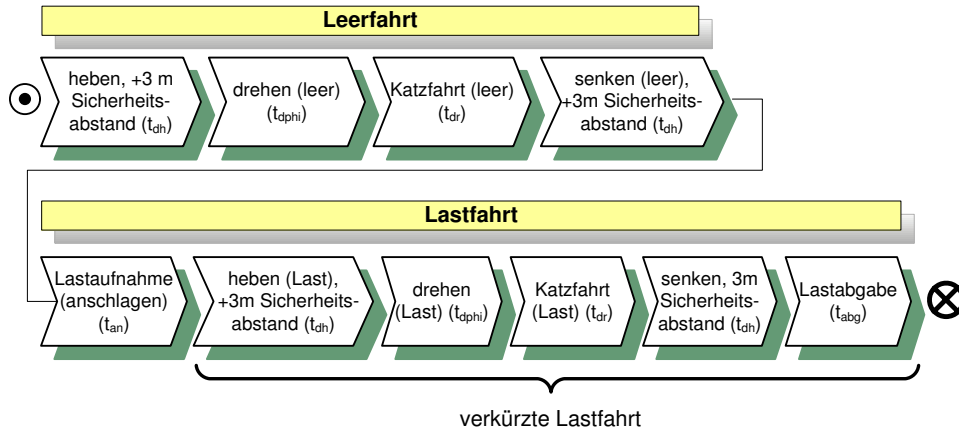 Leerfahrt
heben, +3 m
Sicherheits-
abstand (tdh)
drehen (leer)
(tdphi)
Katzfahrt (leer)
(tdr)
senken (leer),
+3m Sicherheits-
abstand (tdh)
Lastfahrt
Lastaufnahme
(anschlagen)
(tan)
heben (Last),
+3m Sicherheits-
abstand (tdh)
drehen
(Last) (tdphi)
Katzfahrt
(Last) (tdr)
senken, 3m
Sicherheits-
abstand (tdh)
Lastabgabe
(tabg)
verkürzte Lastfahrt